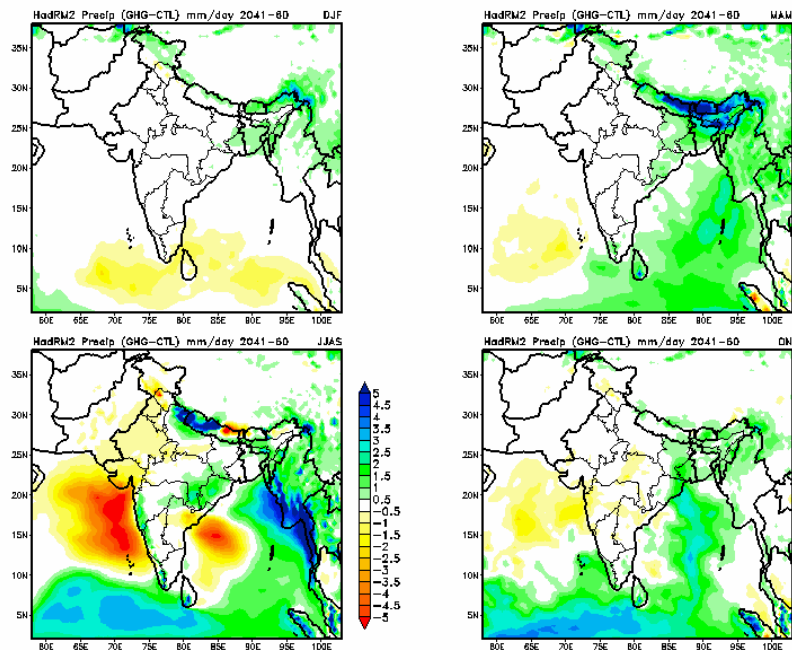 HadRM2 Precip (GHG-CTL) mm/day 2041-60 DJF
35N
30N
25N
20N
15N
10N
5N
60E 65E 70E 75E 80E 85E 90E 95E 100E
HadRM2 Precip (GHG-CTL) mm/day 2041-60 MAM
35N
30N
25N
20N
15N
10N
5N
60E 65E 70E 75E 80E 85E 90E 95E 100E
HadRM2 Precip (GHG-CTL) mm/day 2041-60 JJAS
35N
30N
25N
20N
15N
10N
5N
60E 65E 70E 75E 80E 85E 90E 95E 100E
5
4.5
4
3.5
3
2.5
2
1.5
1
0.5
-0.5
-1
-1.5
-2
-2.5
-3
-3.5
-4
-4.5
-5
HadRM2 Precip (GHG-CTL) mm/day 2041-60 ON
35N
30N
25N
20N
15N
10N
5N
60E 65E 70E 75E 80E 85E 90E 95E 100E